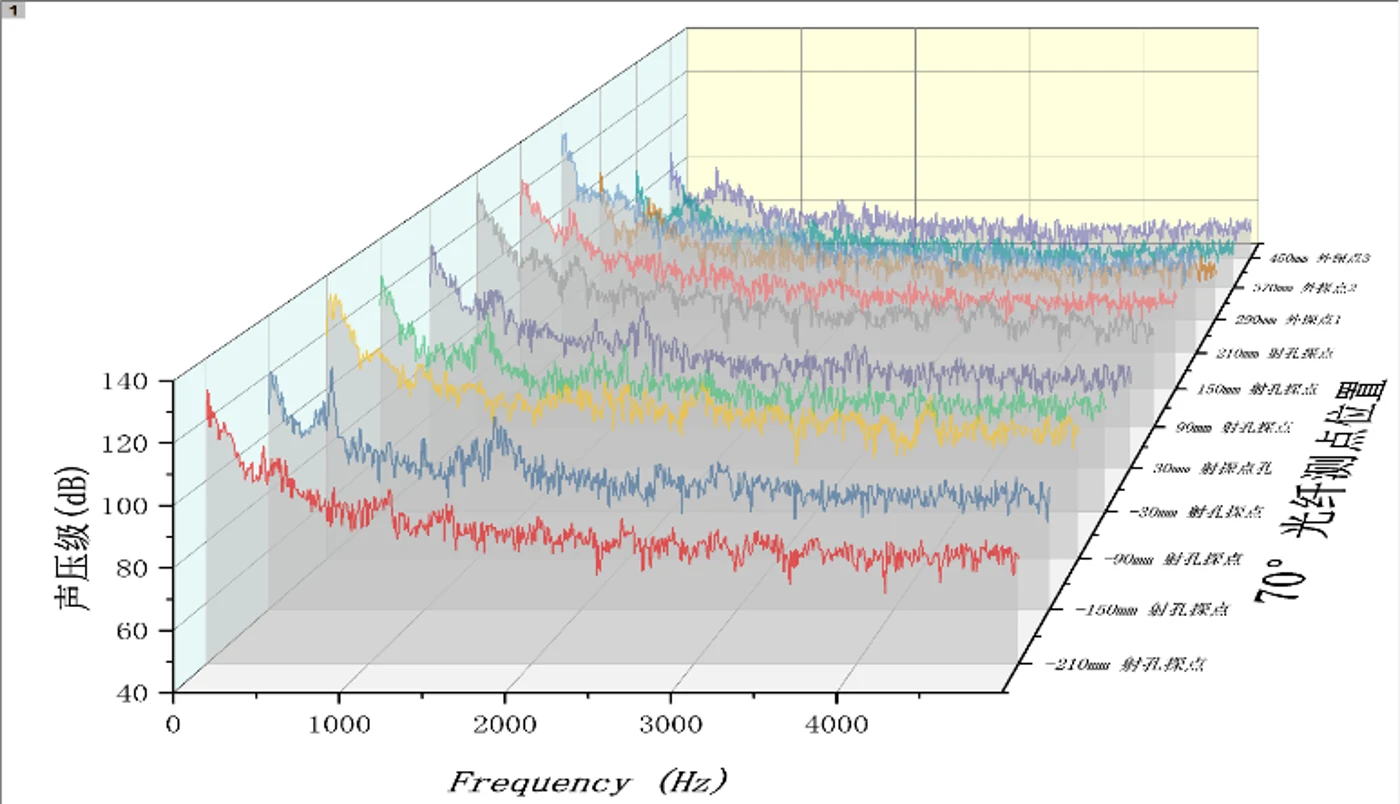 1
140
120
100
80
60
40
声压级(dB)
0
1000
2000
3000
4000
Frequency (Hz)
450mm 外探点3
370mm 外探点2
290mm 外探点1
210mm 射孔探点
150mm 射孔探点
90mm 射孔探点
30mm 射探点孔
-30mm 射孔探点
-90mm 射孔探点
-150mm 射孔探点
-210mm 射孔探点
70° 光纤测点位置